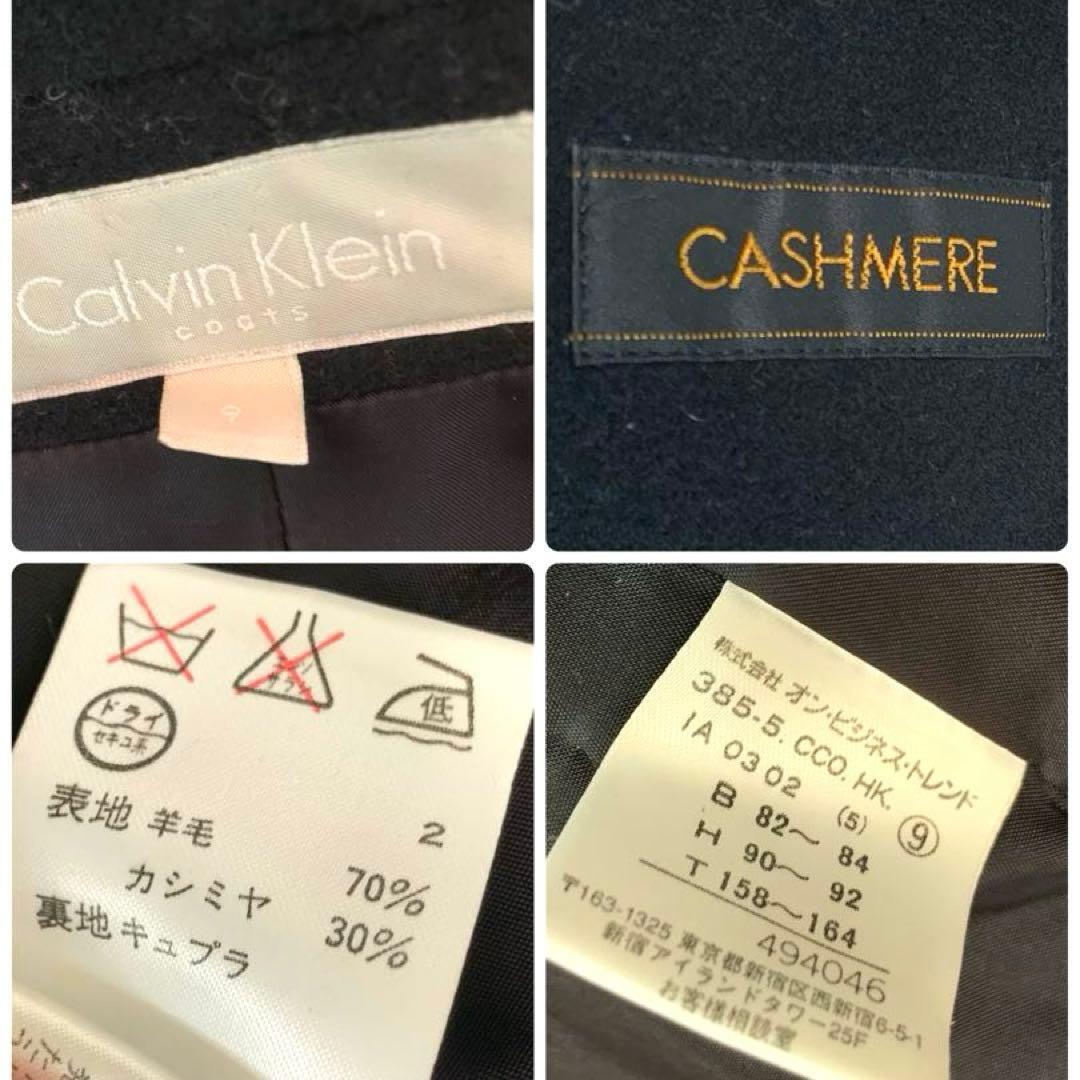 Calvin Klein
coats
9
CASHMERE
ドライ
セキユ系
低
表地 羊毛 2
70%
カシミヤ
30%
裏地 キュプラ
株式会社 オン・ビジネス・トレンド
385-5. CCO. HK.
IA 0302 (5) ⑨
B 82〜 84
H 90〜 92
T 158〜164
494046
〒163-1325 東京都新宿区西新宿6-5-1
新宿アイランドタワー25F
お客様相談室